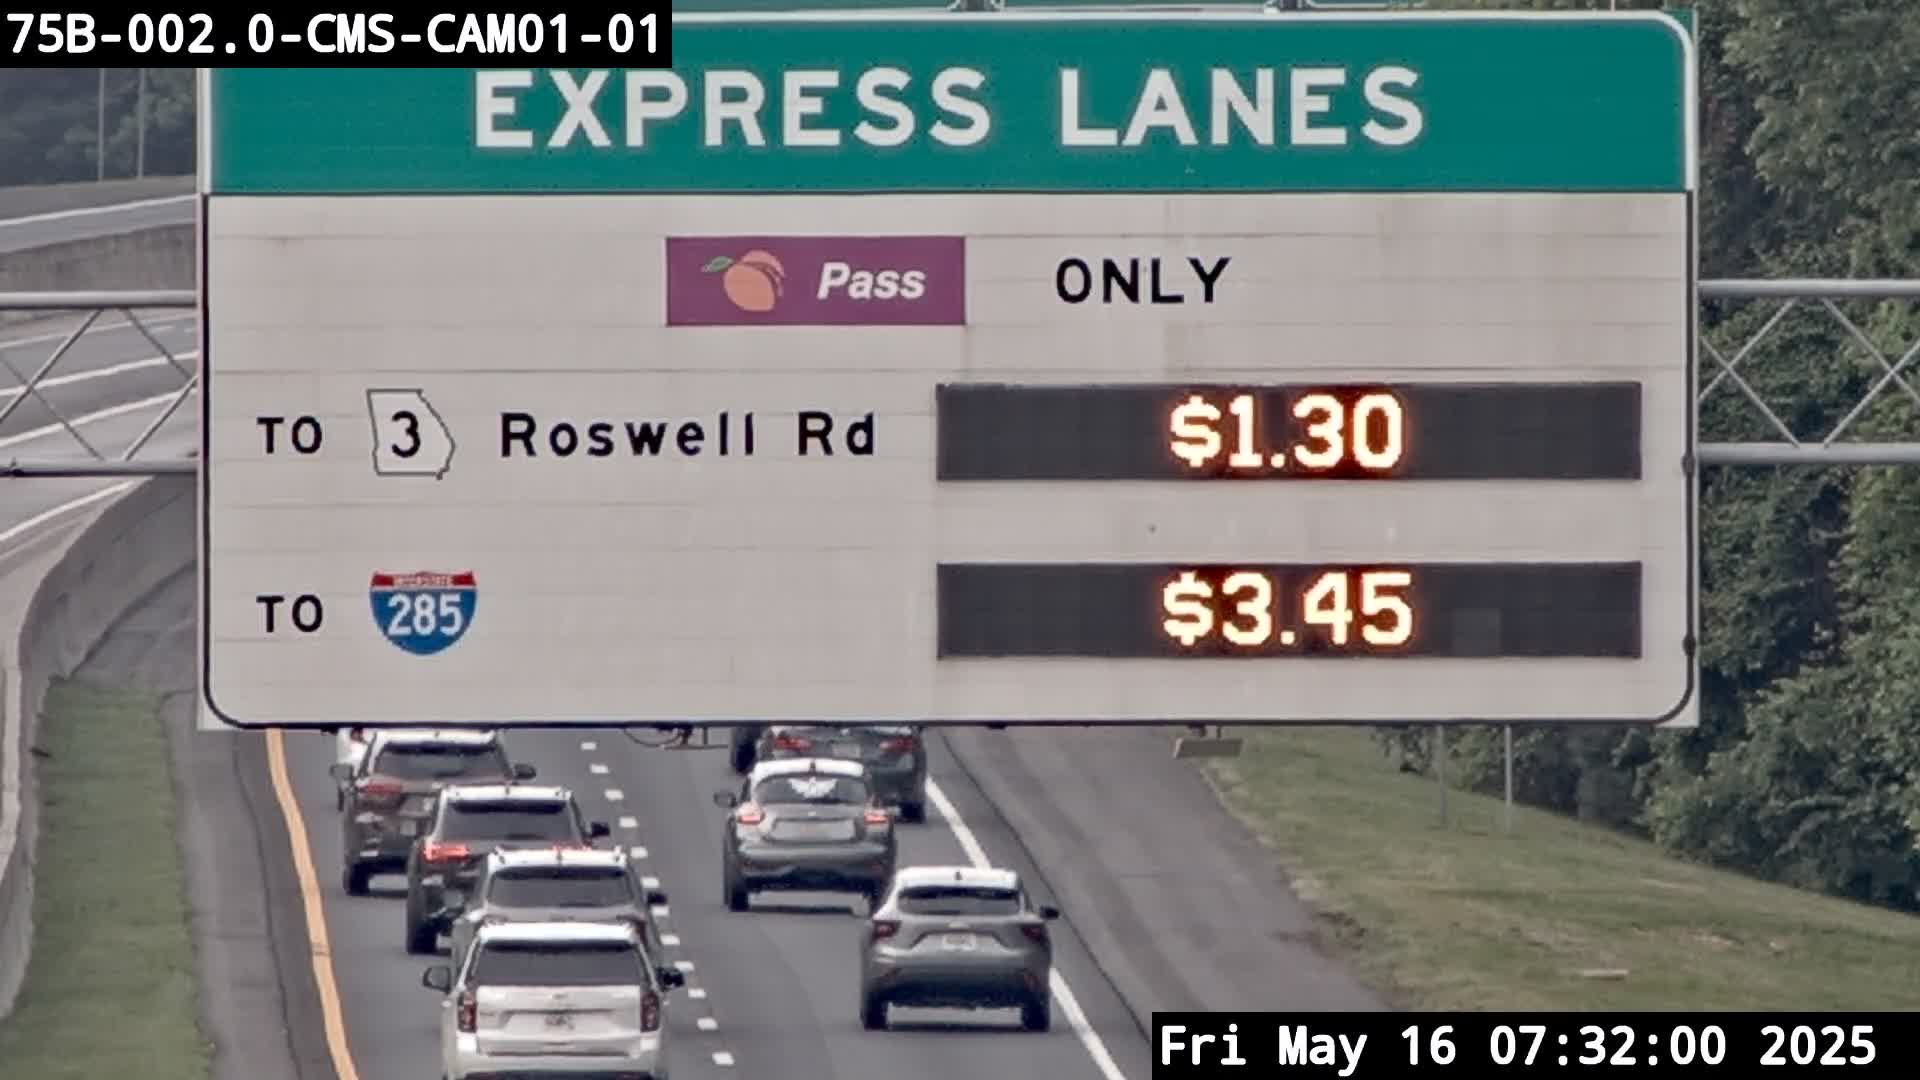 75B-002.0-CMS-CAM01-01
EXPRESS LANES
Pass ONLY
TO 3 Roswell Rd $1.30
TO INTERSTATE 285 $3.45
Fri May 16 07:32:00 2025